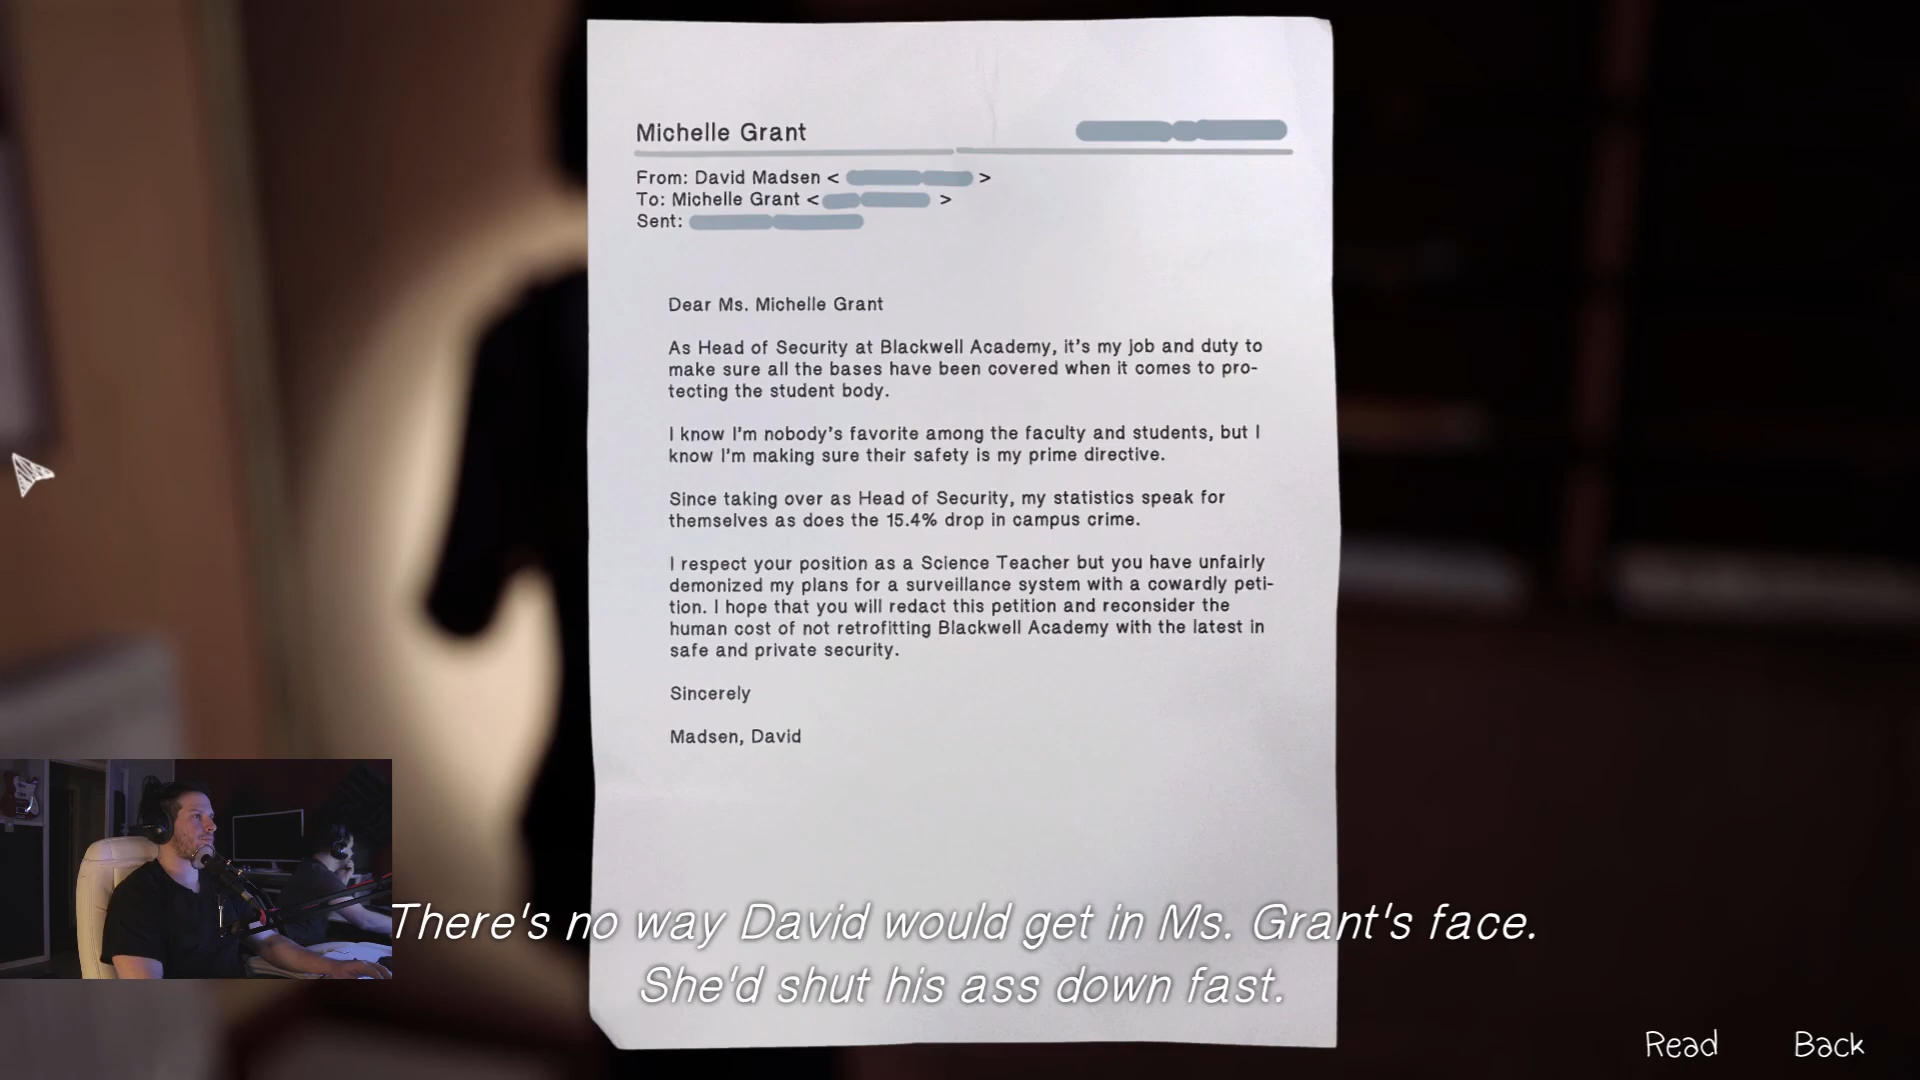 Michelle Grant
From: David Madsen < >
To: Michelle Grant < >
Sent:
Dear Ms. Michelle Grant
As Head of Security at Blackwell Academy, it's my job and duty to
make sure all the bases have been covered when it comes to pro-
tecting the student body.
I know I'm nobody's favorite among the faculty and students, but I
know I'm making sure their safety is my prime directive.
Since taking over as Head of Security, my statistics speak for
themselves as does the 15.4% drop in campus crime.
I respect your position as a Science Teacher but you have unfairly
demonized my plans for a surveillance system with a cowardly peti-
tion. I hope that you will redact this petition and reconsider the
human cost of not retrofitting Blackwell Academy with the latest in
safe and private security.
Sincerely
Madsen, David
There's no way David would get in Ms. Grant's face.
She'd shut his ass down fast.
Read Back